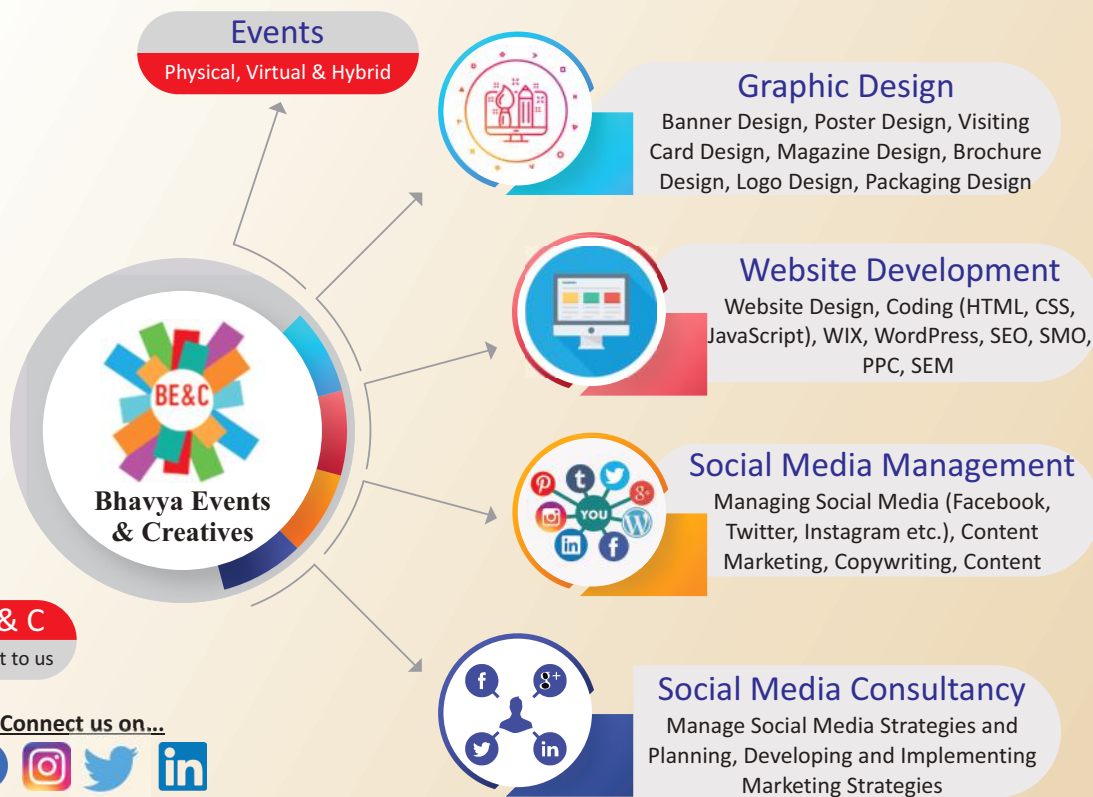 Events
Physical, Virtual & Hybrid
Graphic Design
Banner Design, Poster Design, Visiting
Card Design, Magazine Design, Brochure
Design, Logo Design, Packaging Design
Website Development
Website Design, Coding (HTML, CSS,
JavaScript), WIX, WordPress, SEO, SMO,
PPC, SEM
BE&C
Bhavya Events
& Creatives
Social Media Management
Managing Social Media (Facebook,
Twitter, Instagram etc.), Content
Marketing, Copywriting, Content
YOU
& C
t to us
Connect us on...
Social Media Consultancy
Manage Social Media Strategies and
Planning, Developing and Implementing
Marketing Strategies